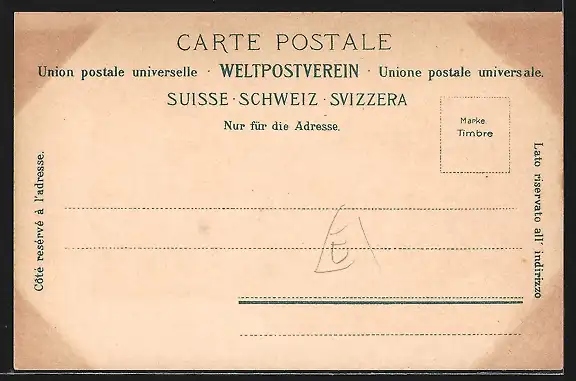 CARTE POSTALE
Union postale universelle · WELTPOSTVEREIN · Unione postale universale.
SUISSE · SCHWEIZ · SVIZZERA
Nur für die Adresse.
Marke
Timbre
Côté resérvé à l'adresse.
Lato riservato all' indirizzo